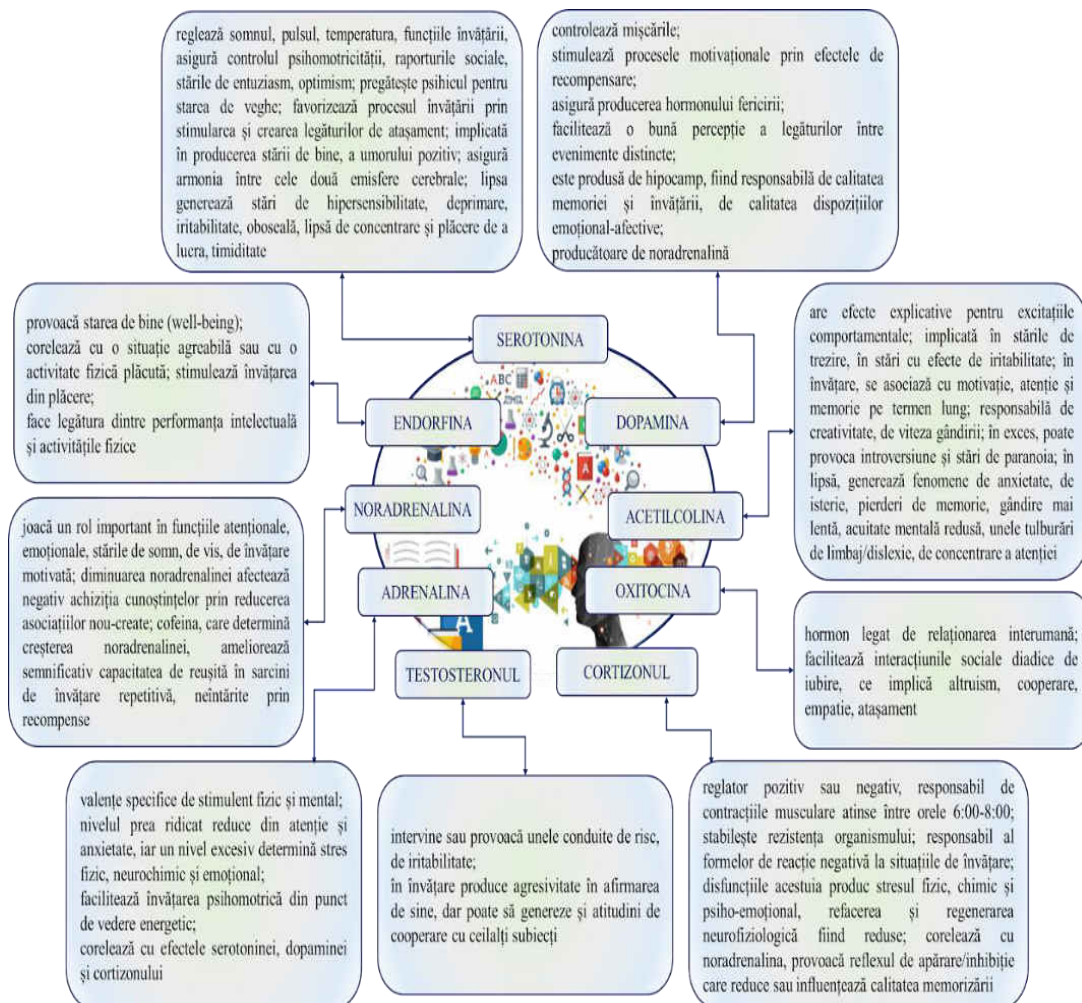 reglează somnul, pulsul, temperatura, funcțiile învățării,
asigură controlul psihomotricității, raporturile sociale,
stările de entuziasm, optimism; pregătește psihicul pentru
starea de veghe; favorizează procesul învățării prin
stimularea și crearea legăturilor de atașament; implicată
în producerea stării de bine, a umorului pozitiv; asigură
armonia între cele două emisfere cerebrale; lipsa
generează stări de hipersensibilitate, deprimare,
iritabilitate, oboseală, lipsă de concentrare și plăcere de a
lucra, timiditate
controlează mișcările;
stimulează procesele motivaționale prin efectele de
recompensare;
asigură producerea hormonului fericirii;
facilitează o bună percepție a legăturilor între
evenimente distincte;
este produsă de hipocamp, fiind responsabilă de calitatea
memoriei și învățării, de calitatea dispozițiilor
emoțional-afective;
producătoare de noradrenalină
provoacă starea de bine (well-being);
corelează cu o situație agreabilă sau cu o
activitate fizică plăcută; stimulează învățarea
din plăcere;
face legătura dintre performanța intelectuală
și activitățile fizice
SEROTONINA
ABC
ENDORFINA
DOPAMINA
A
NORADRENALINA
ACETILCOLINA
ADRENALINA
OXITOCINA
A
TESTOSTERONUL
CORTIZONUL
are efecte explicative pentru excitațiile
comportamentale; implicată în stările de
trezire, în stări cu efecte de iritabilitate; în
învățare, se asociază cu motivație, atenție și
memorie pe termen lung; responsabilă de
creativitate, de viteza gândirii; în exces, poate
provoca introversiune și stări de paranoia; în
lipsă, generează fenomene de anxietate, de
isterie, pierderi de memorie, gândire mai
lentă, acuitate mentală redusă, unele tulburări
de limbaj/dislexic, de concentrare a atenției
joacă un rol important în funcțiile atenționale,
emoționale, stările de somn, de vis, de învățare
motivată; diminuarea noradrenalinei afectează
negativ achiziția cunoștințelor prin reducerea
asociațiilor nou-create; cofeina, care determină
creșterea noradrenalinei, ameliorează
semnificativ capacitatea de reușită în sarcini
de învățare repetitivă, neîntărite prin
recompense
hormon legat de relaționarea interumană;
facilitează interacțiunile sociale diadice de
iubire, ce implică altruism, cooperare,
empatie, atașament
valențe specifice de stimulent fizic și mental;
nivelul prea ridicat reduce din atenție și
anxietate, iar un nivel excesiv determină stres
fizic, neurochimic și emoțional;
facilitează învățarea psihomotrică din punct
de vedere energetic;
corelează cu efectele serotoninei, dopaminei
și cortizonului
intervine sau provoacă unele conduite de risc,
de iritabilitate;
în învățare produce agresivitate în afirmarea
de sine, dar poate să genereze și atitudini de
cooperare cu ceilalți subiecți
reglator pozitiv sau negativ, responsabil de
contracțiile musculare atinse între orele 6:00-8:00;
stabilește rezistența organismului; responsabil al
formelor de reacție negativă la situațiile de învățare;
disfuncțiile acestuia produc stresul fizic, chimic și
psiho-emoțional, refacerea și regenerarea
neurofiziologică fiind reduse; corelează cu
noradrenalina, provoacă reflexul de apărare/inhibiție
care reduce sau influențează calitatea memorizării